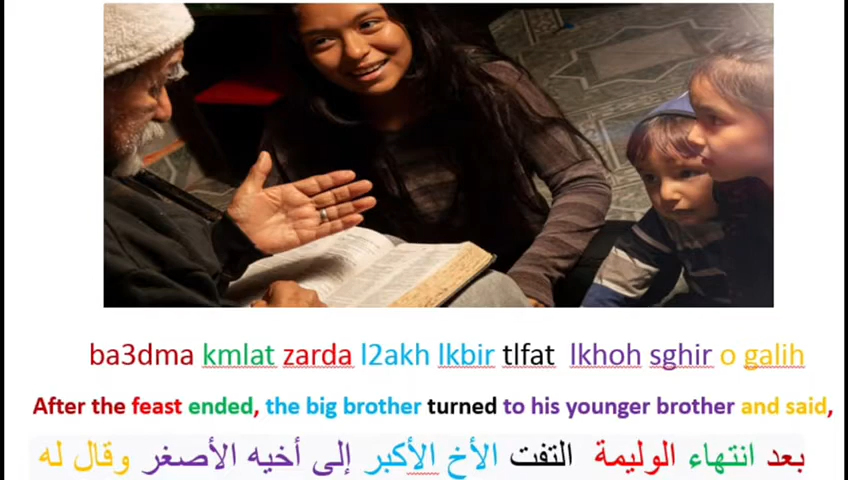 ba3dma kmlat zarda l2akh lkbir tlfat lkhoh sghir o galih
After the feast ended, the big brother turned to his younger brother and said,
بعد انتهاء الوليمة التفت الأخ الأكبر إلى أخيه الأصغر وقال له